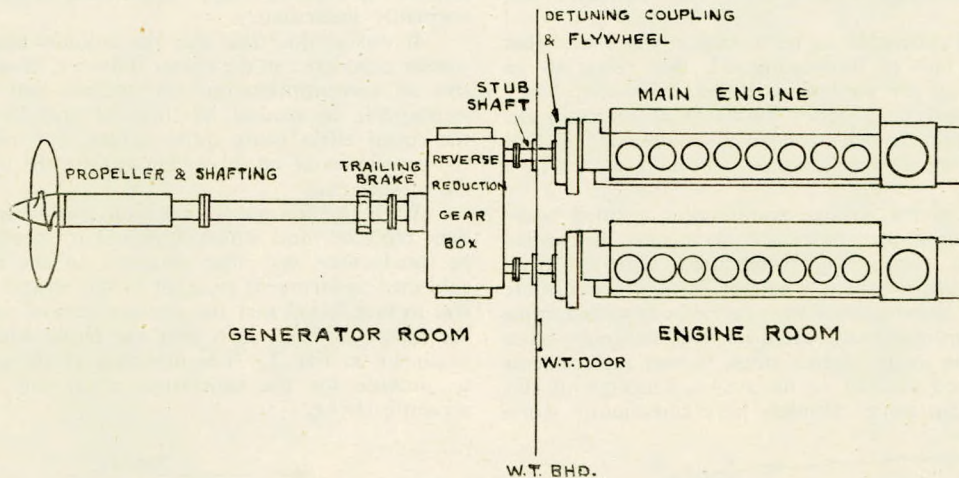 DETUNING COUPLING
& FLYWHEEL
STUB
SHAFT
MAIN ENGINE
PROPELLER & SHAFTING
TRAILING
BRAKE
REVERSE
REDUCTION
GEAR
BOX
GENERATOR ROOM
ENGINE ROOM
W.T. DOOR
W.T. BHD.